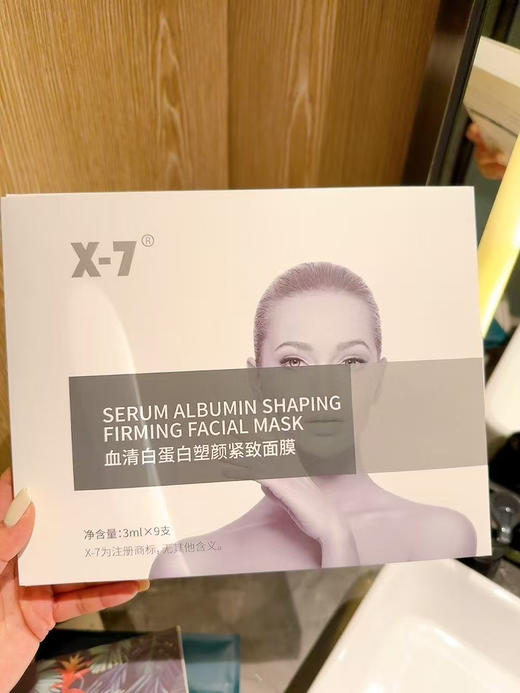 X-7®
SERUM ALBUMIN SHAPING
FIRMING FACIAL MASK
血清白蛋白塑颜紧致面膜
净含量:3ml×9支
X-7为注册商标,无其他含义。